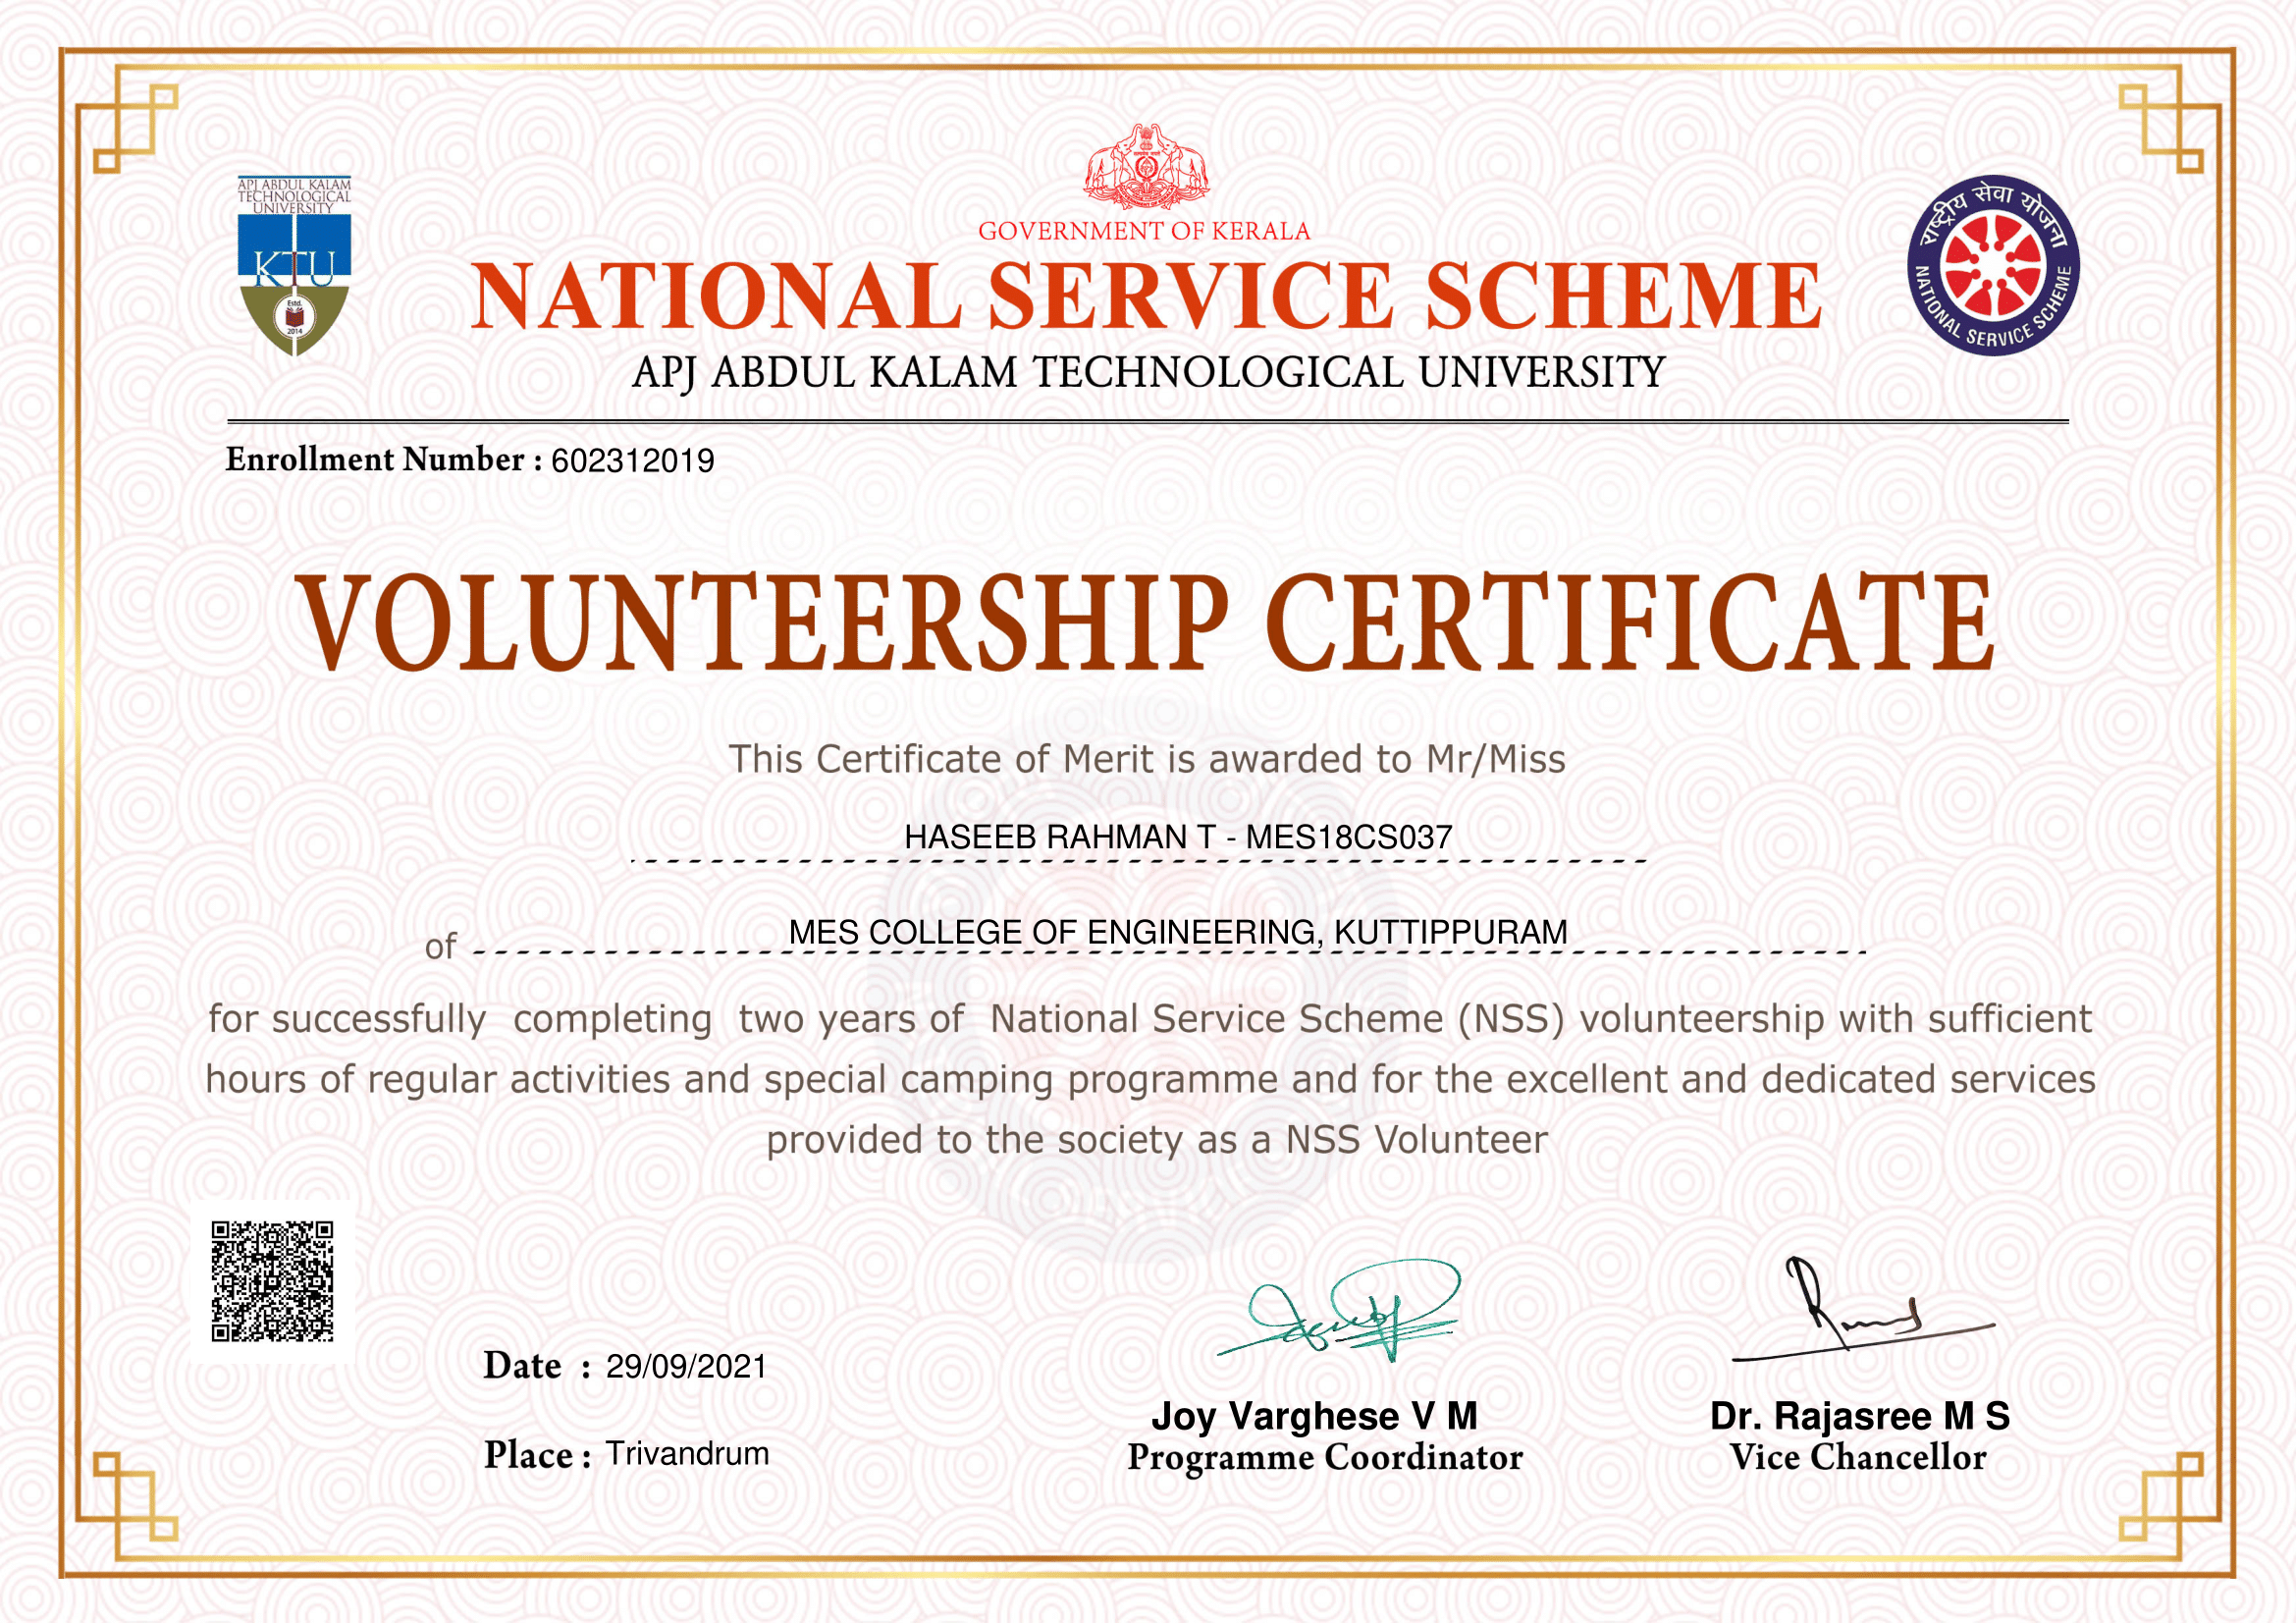 APJ ABDUL KALAM
TECHNOLOGICAL
UNIVERSITY
KTU
Estd.
2014
GOVERNMENT OF KERALA
NATIONAL SERVICE SCHEME
APJ ABDUL KALAM TECHNOLOGICAL UNIVERSITY
राष्ट्रीय सेवा योजना
NATIONAL SERVICE SCHEME
Enrollment Number : 602312019
VOLUNTEERSHIP CERTIFICATE
This Certificate of Merit is awarded to Mr/Miss
HASEEB RAHMAN T - MES18CS037
of MES COLLEGE OF ENGINEERING, KUTTIPPURAM
for successfully completing two years of National Service Scheme (NSS) volunteership with sufficient
hours of regular activities and special camping programme and for the excellent and dedicated services
provided to the society as a NSS Volunteer
Date : 29/09/2021
Place : Trivandrum
Joy Varghese V M
Programme Coordinator
Dr. Rajasree M S
Vice Chancellor